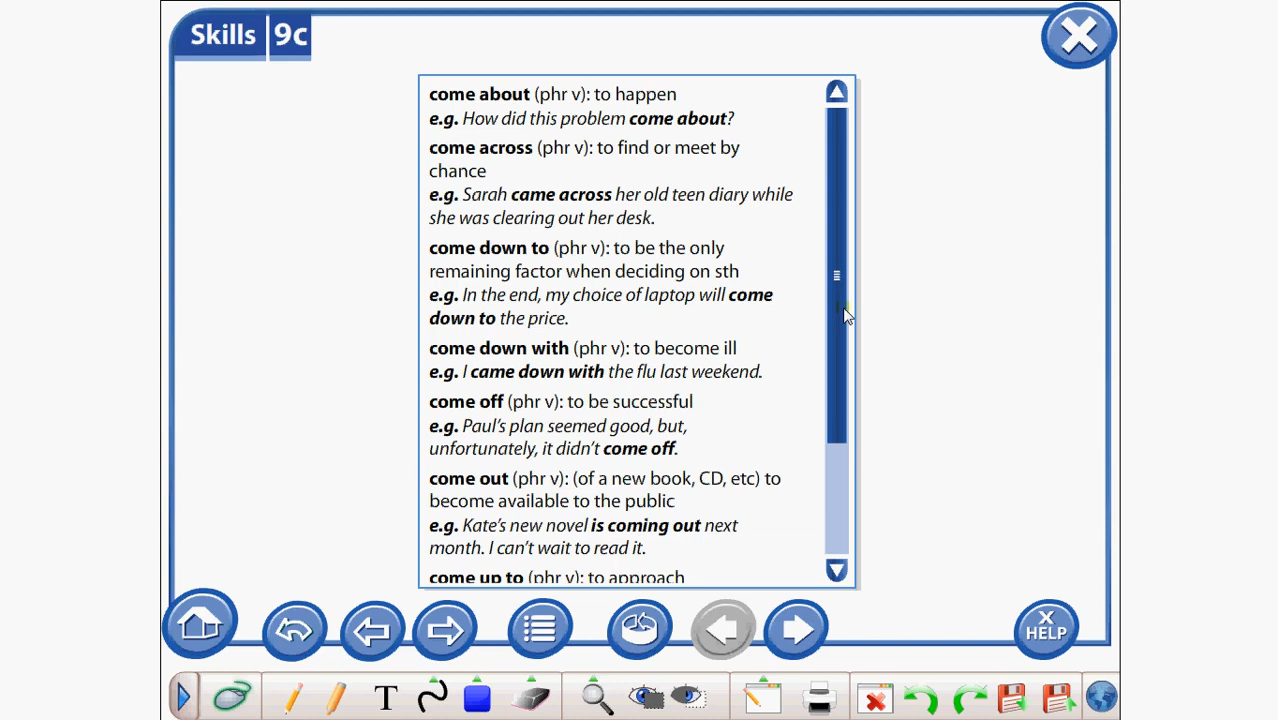 Skills 9c
come about (phr v): to happen
e.g. How did this problem come about?
come across (phr v): to find or meet by
chance
e.g. Sarah came across her old teen diary while
she was clearing out her desk.
come down to (phr v): to be the only
remaining factor when deciding on sth
e.g. In the end, my choice of laptop will come
down to the price.
come down with (phr v): to become ill
e.g. I came down with the flu last weekend.
come off (phr v): to be successful
e.g. Paul's plan seemed good, but,
unfortunately, it didn't come off.
come out (phr v): (of a new book, CD, etc) to
become available to the public
e.g. Kate's new novel is coming out next
month. I can't wait to read it.
come up to (phr v): to approach
X
HELP
T